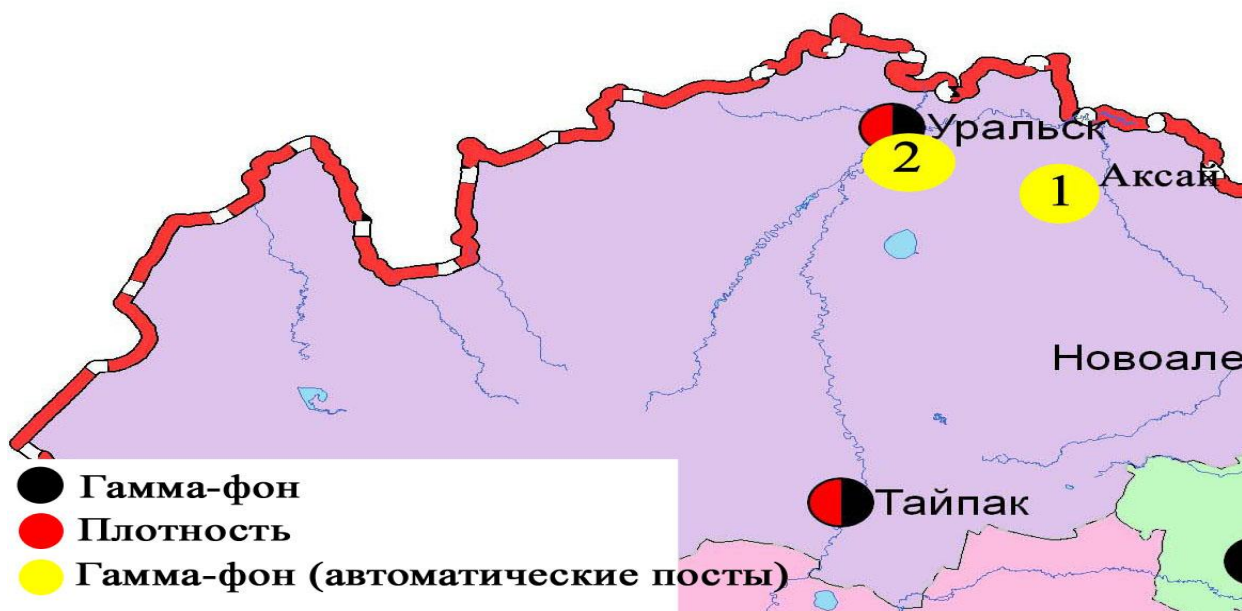 Уральск
2
1
Аксай
Новоале
Тайпак
Гамма-фон
Плотность
Гамма-фон (автоматические посты)